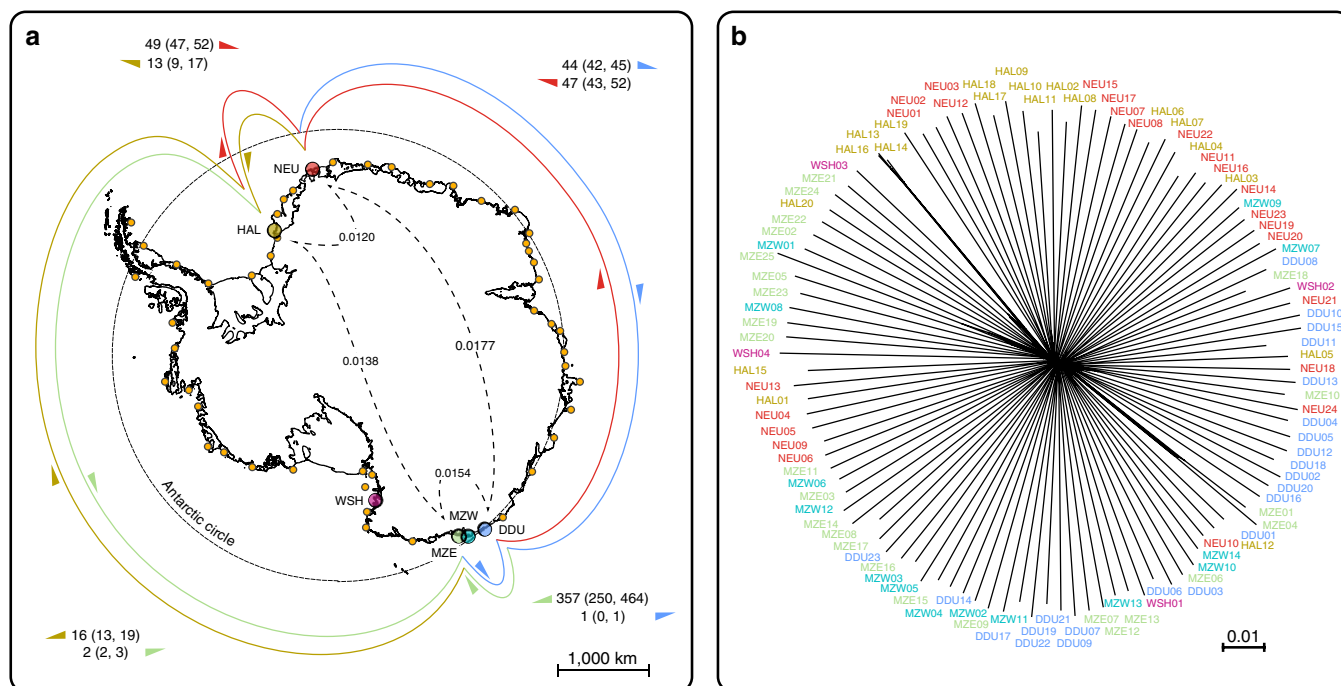 a
49 (47, 52)
13 (9, 17)
44 (42, 45)
47 (43, 52)
NEU
HAL
0.0120
0.0138
0.0177
0.0154
WSH
MZW
DDU
MZE
Antarctic circle
357 (250, 464)
1 (0, 1)
16 (13, 19)
2 (2, 3)
1,000 km
b
HAL09
HAL18
HAL10
HAL02
NEU15
NEU03
HAL17
HAL11
HAL08
NEU17
NEU02
NEU12
NEU07
HAL06
NEU01
NEU08
HAL07
HAL19
NEU22
HAL13
HAL04
HAL16
HAL14
NEU11
WSH03
NEU16
MZE21
HAL03
MZE24
NEU14
HAL20
MZW09
MZE22
NEU23
MZE02
NEU19
MZW01
NEU20
MZE25
MZW07
DDU08
MZE05
MZE18
MZE23
WSH02
MZW08
NEU21
MZE19
DDU10
MZE20
DDU15
WSH04
DDU11
HAL15
HAL05
NEU13
NEU18
HAL01
DDU13
NEU04
MZE10
NEU05
NEU24
NEU09
DDU04
NEU06
DDU05
MZE11
DDU12
MZW06
DDU18
MZE03
DDU02
MZW12
DDU20
MZE14
DDU16
MZE08
MZE01
MZE17
MZE04
DDU23
DDU01
MZE16
NEU10
HAL12
MZW03
MZW14
MZW05
MZW10
MZE15
DDU14
MZE06
MZW04
MZW02
MZW11
DDU21
MZE07
MZW13
DDU06
DDU03
MZE09
DDU19
DDU07
MZE13
WSH01
DDU17
DDU22
DDU09
MZE12
0.01